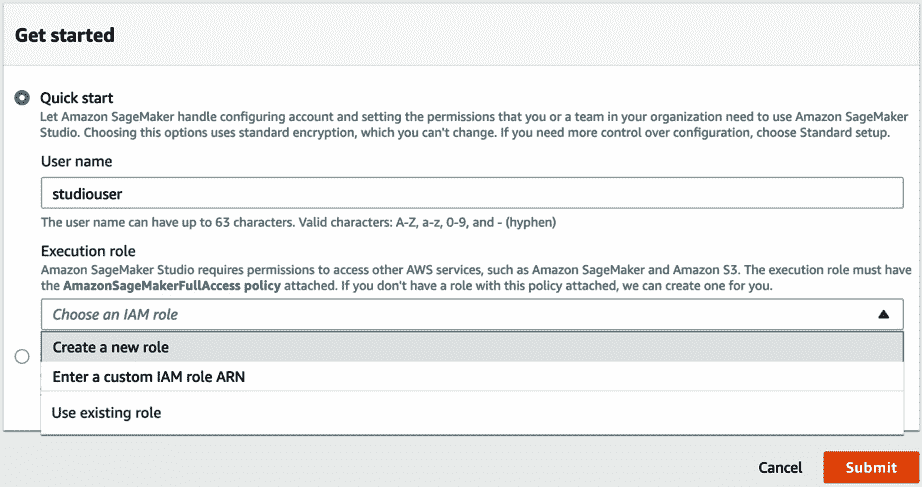 Get started
Quick start
Let Amazon SageMaker handle configuring account and setting the permissions that you or a team in your organization need to use Amazon SageMaker
Studio. Choosing this options uses standard encryption, which you can't change. If you need more control over configuration, choose Standard setup.
User name
studiouser
The user name can have up to 63 characters. Valid characters: A-Z, a-z, 0-9, and - (hyphen)
Execution role
Amazon SageMaker Studio requires permissions to access other AWS services, such as Amazon SageMaker and Amazon S3. The execution role must have
the AmazonSageMakerFullAccess policy attached. If you don't have a role with this policy attached, we can create one for you.
Choose an IAM role
Create a new role
Enter a custom IAM role ARN
Use existing role
Cancel Submit